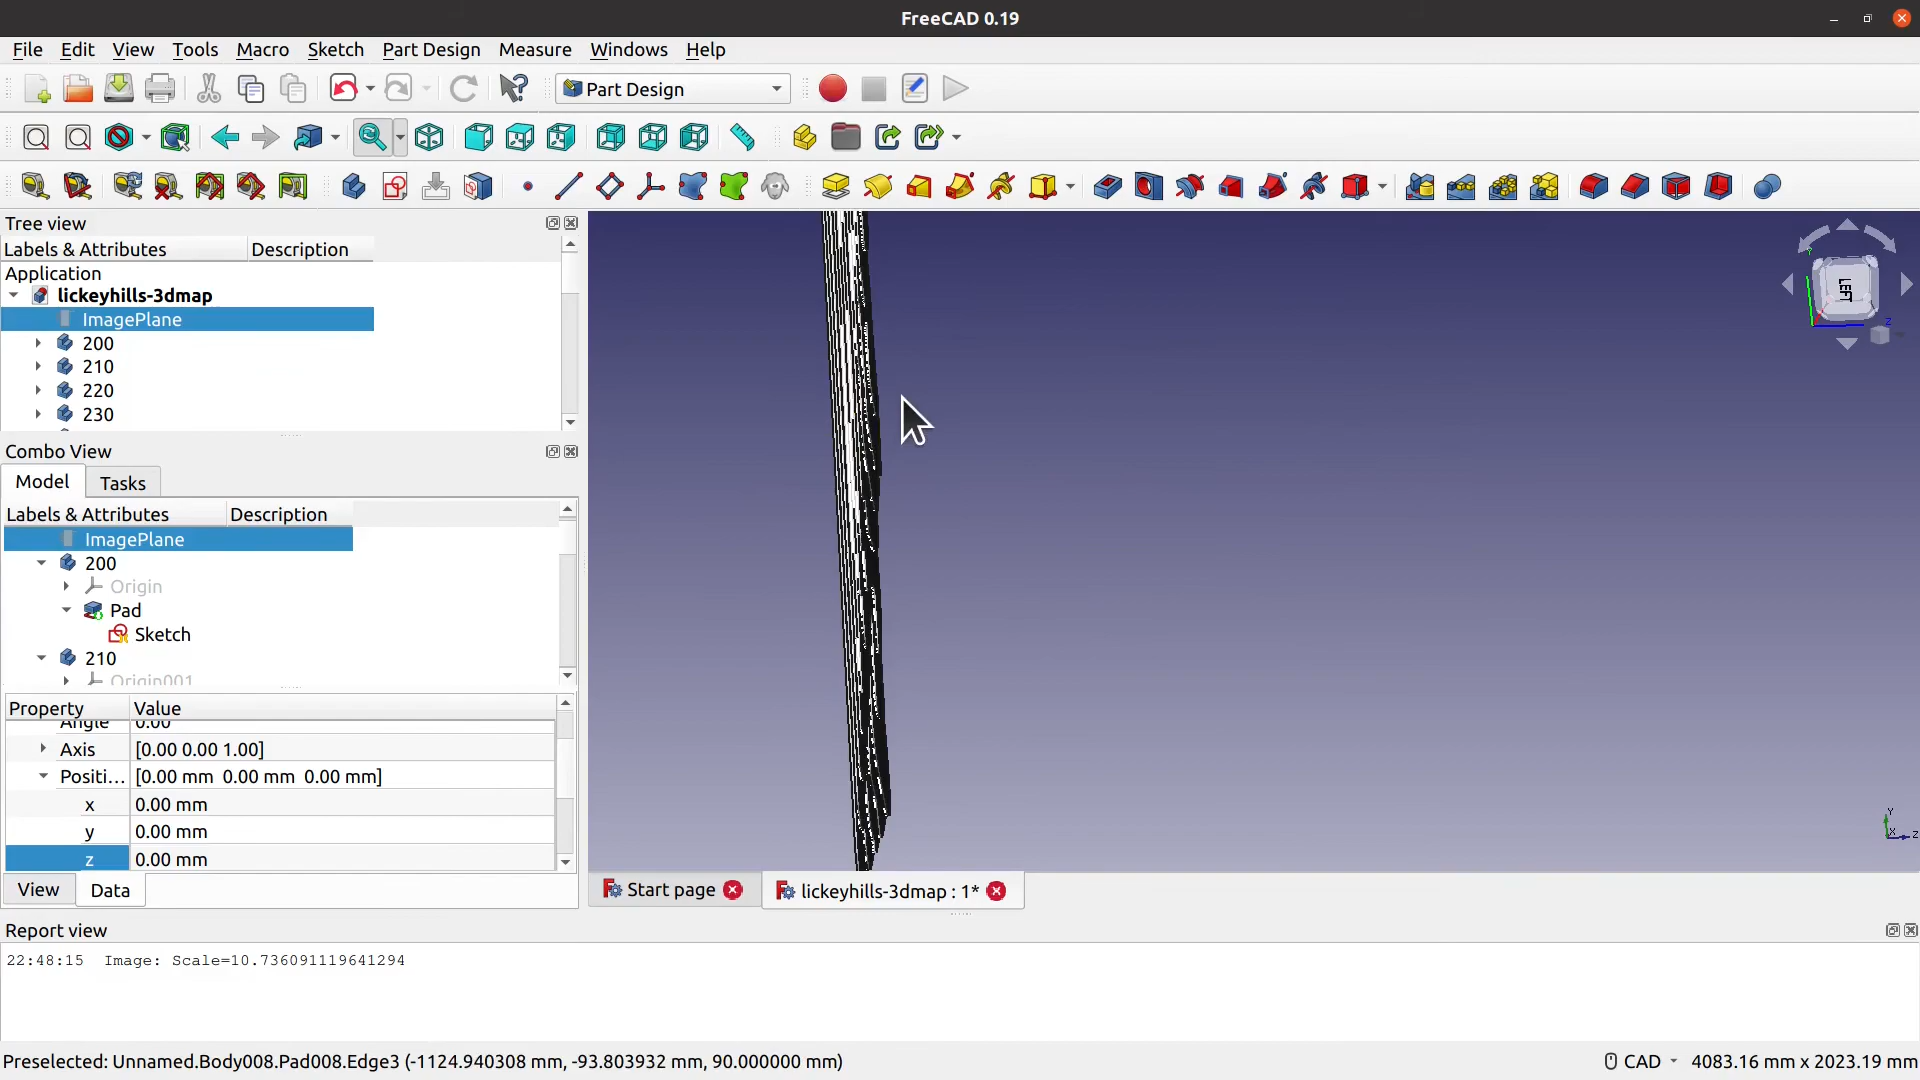 FreeCAD 0.19
File Edit View Tools Macro Sketch Part Design Measure Windows Help
Part Design
Tree view
Labels & Attributes Description
Application
lickeyhills-3dmap
ImagePlane
200
210
220
230
Combo View
Model Tasks
Labels & Attributes Description
ImagePlane
200
Origin
Pad
Sketch
210
Origin001
Property Value
Angle 0.00
Axis [0.00 0.00 1.00]
Positi... [0.00 mm 0.00 mm 0.00 mm]
x 0.00 mm
y 0.00 mm
z 0.00 mm
View Data
LEFT
Y
Z
Y
X
Z
Start page lickeyhills-3dmap : 1*
Report view
22:48:15 Image: Scale=10.736091119641294
Preselected: Unnamed.Body008.Pad008.Edge3 (-1124.940308 mm, -93.803932 mm, 90.000000 mm)
CAD 4083.16 mm x 2023.19 mm